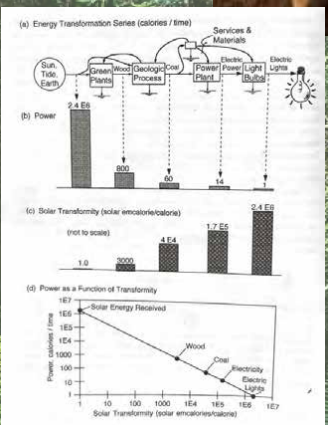 (a) Energy Transformation Series (calories / time)
Services &
Materials
Sun,
Tide,
Earth
Green
Plants
Wood
Geologic
Process
Coal
Power
Plant
Electric
Power
Light
Bulbs
Electric
Lights
(b) Power
2.4 E6
800
60
14
1
(c) Solar Transformity (solar emcalorie/calorie)
(not to scale)
1.0
3000
4 E4
1.7 E5
2.4 E6
(d) Power as a Function of Transformity
Power, calories / time
1E7
1E6
1E5
1E4
1000
100
10
1
Solar Energy Received
Wood
Coal
Electricity
Electric
Lights
1
10
100
1000
1E4
1E5
1E6
1E7
Solar Transformity (solar emcalories/calorie)